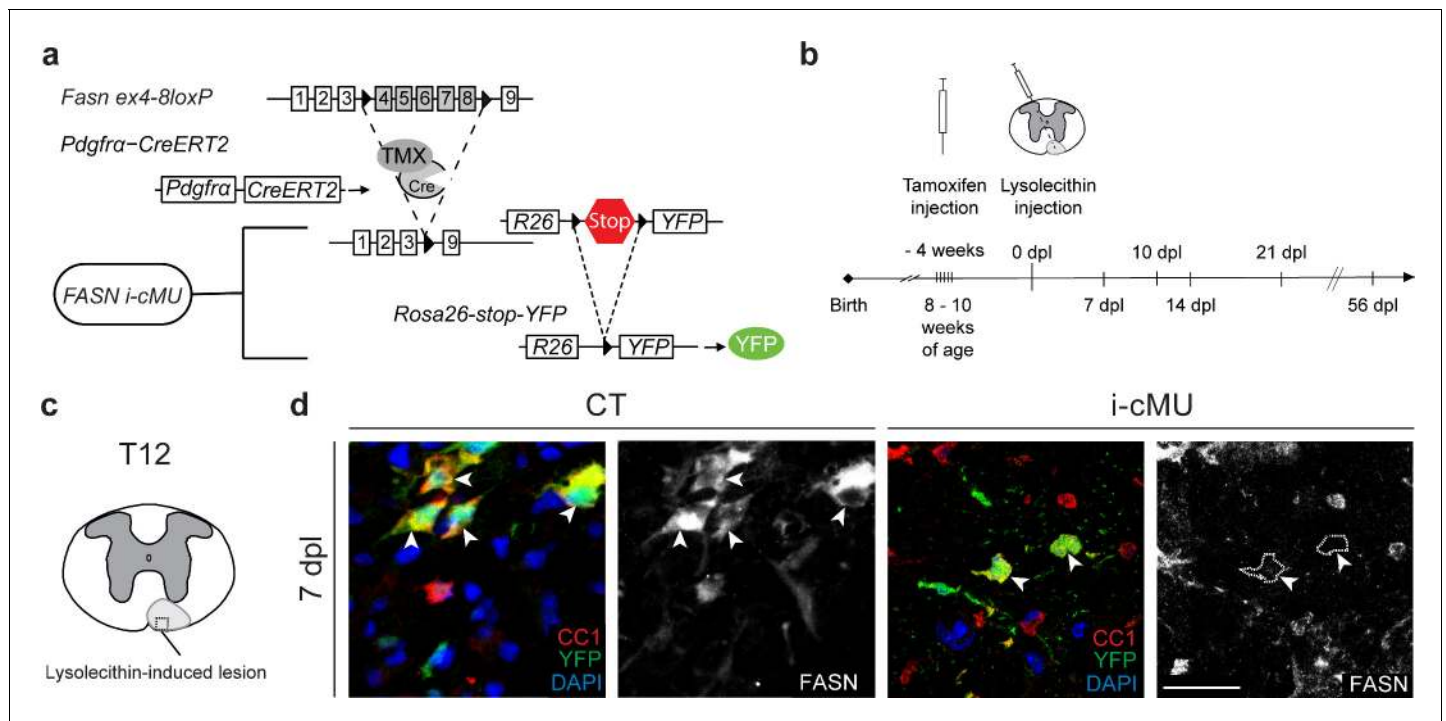 a
Fasn ex4-8loxP
1 2 3 4 5 6 7 8 9
Pdgfrα−CreERT2
TMX
Cre
Pdgfrα CreERT2
R26 Stop YFP
1 2 3 9
FASN i-cMU
Rosa26-stop-YFP
R26 YFP YFP
b
Tamoxifen
injection
Lysolecithin
injection
- 4 weeks 0 dpl 10 dpl 21 dpl
Birth 8 - 10 7 dpl 14 dpl 56 dpl
weeks
of age
c
T12
Lysolecithin-induced lesion
d
CT i-cMU
7 dpl
CC1
YFP
DAPI
FASN
CC1
YFP
DAPI
FASN